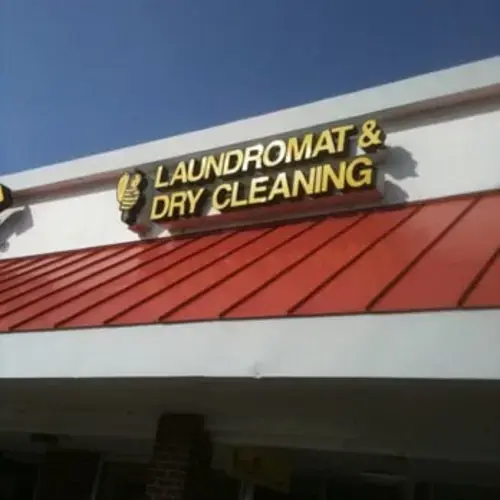 LAUNDROMAT &
DRY CLEANING